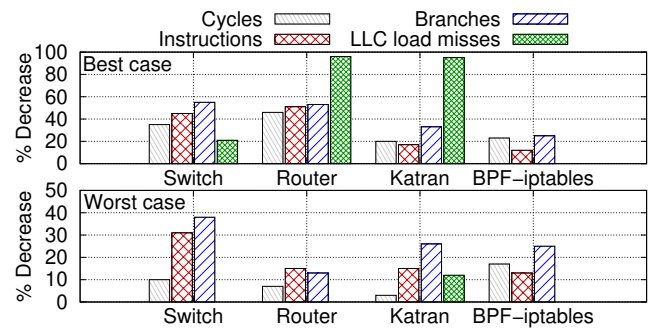 Cycles
Branches
Instructions
LLC load misses
100
80
60
40
20
0
% Decrease
Best case
Switch Router Katran BPF-iptables
50
40
30
20
10
0
% Decrease
Worst case
Switch Router Katran BPF-iptables